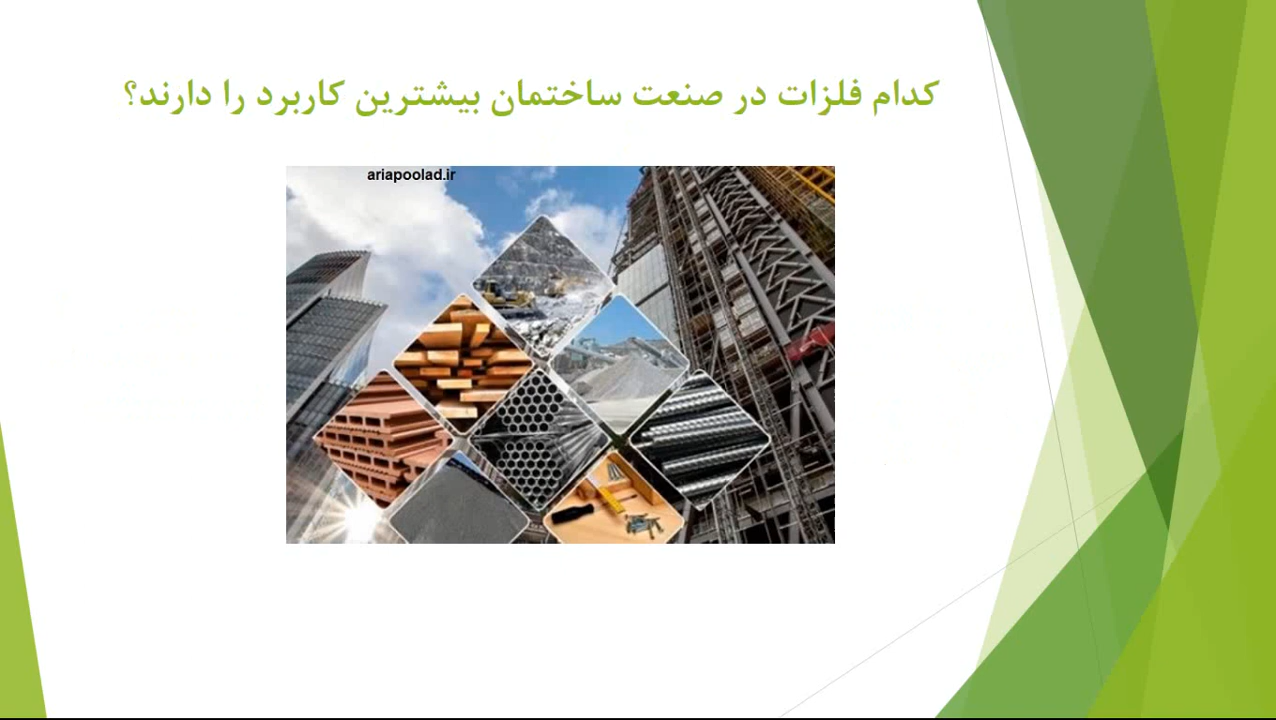 کدام فلزات در صنعت ساختمان بیشترین کاربرد را دارند؟
ariapoolad.ir